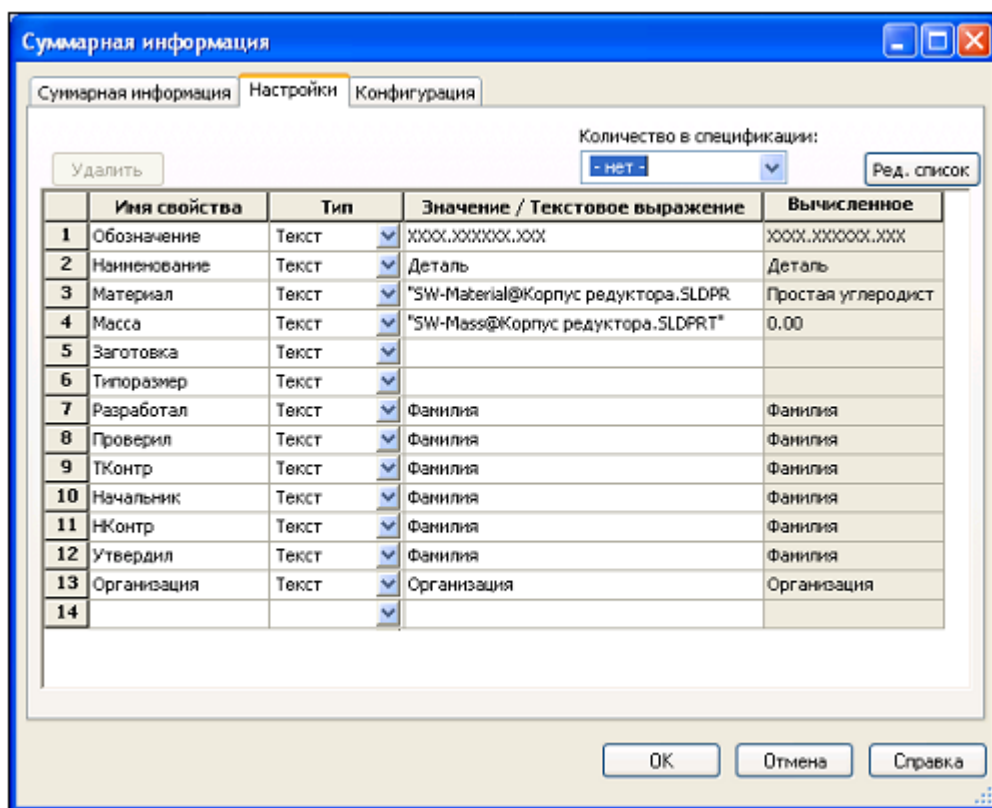 Суммарная информация
Суммарная информация Настройки Конфигурация
Количество в спецификации:
Удалить - нет - Ред. список
Имя свойства Тип Значение / Текстовое выражение Вычисленное
1 Обозначение Текст XXXX.XXXXXX.XXX XXXX.XXXXXX.XXX
2 Наименование Текст Деталь Деталь
3 Материал Текст "SW-Material@Корпус редуктора.SLDPR Простая углеродист
4 Масса Текст "SW-Mass@Корпус редуктора.SLDPRT" 0.00
5 Заготовка Текст
6 Типоразмер Текст
7 Разработал Текст Фамилия Фамилия
8 Проверил Текст Фамилия Фамилия
9 ТКонтр Текст Фамилия Фамилия
10 Начальник Текст Фамилия Фамилия
11 НКонтр Текст Фамилия Фамилия
12 Утвердил Текст Фамилия Фамилия
13 Организация Текст Организация Организация
14
OK Отмена Справка